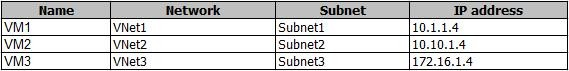 Name Network Subnet IP address
VM1 VNet1 Subnet1 10.1.1.4
VM2 VNet2 Subnet2 10.10.1.4
VM3 VNet3 Subnet3 172.16.1.4